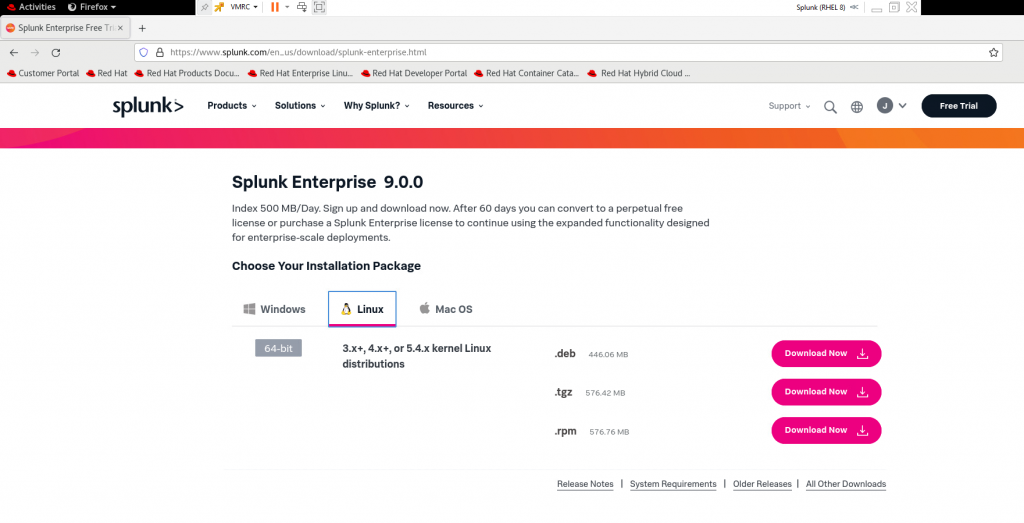 Activities Firefox VMRC Splunk (RHEL 8)
Splunk Enterprise Free Tri
https://www.splunk.com/en_us/download/splunk-enterprise.html
Customer Portal Red Hat Red Hat Products Docu... Red Hat Enterprise Linu... Red Hat Developer Portal Red Hat Container Cata... Red Hat Hybrid Cloud ...
splunk> Products Solutions Why Splunk? Resources Support J Free Trial
Splunk Enterprise 9.0.0
Index 500 MB/Day. Sign up and download now. After 60 days you can convert to a perpetual free
license or purchase a Splunk Enterprise license to continue using the expanded functionality designed
for enterprise-scale deployments.
Choose Your Installation Package
Windows Linux Mac OS
64-bit 3.x+, 4.x+, or 5.4.x kernel Linux
distributions
.deb 446.06 MB Download Now
.tgz 576.42 MB Download Now
.rpm 576.76 MB Download Now
Release Notes | System Requirements | Older Releases | All Other Downloads